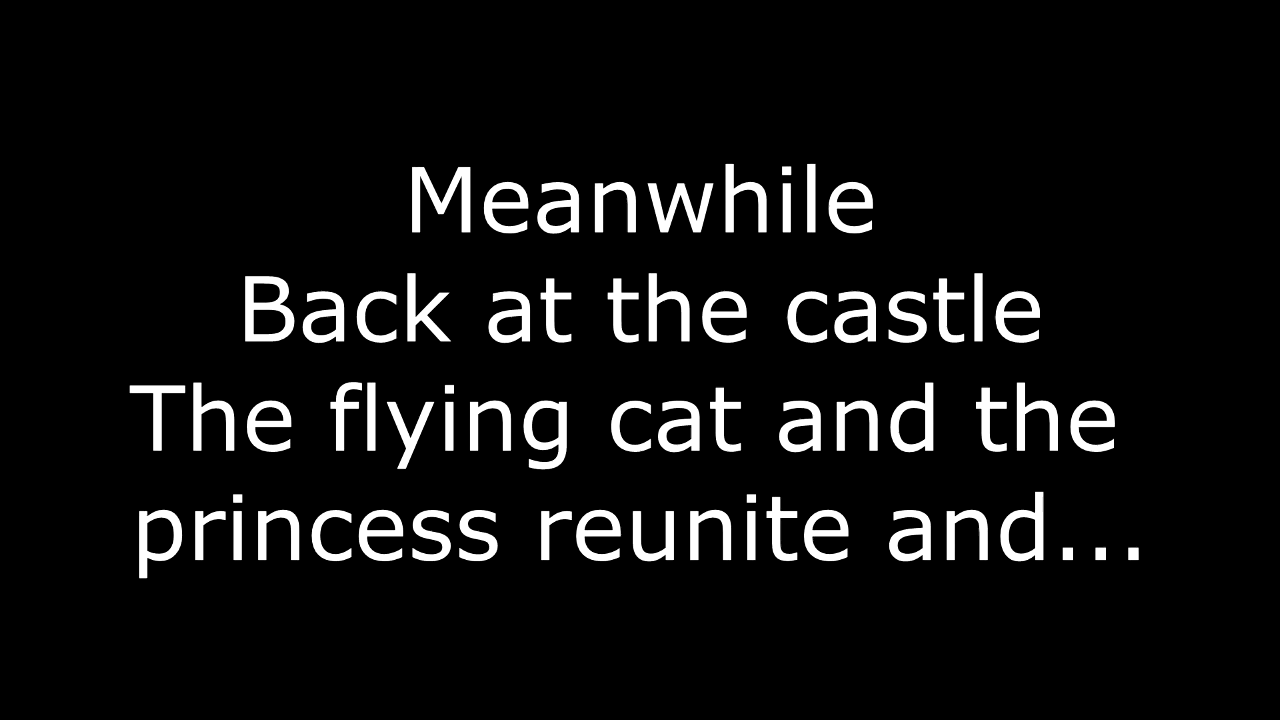 Meanwhile
Back at the castle
The flying cat and the
princess reunite and...